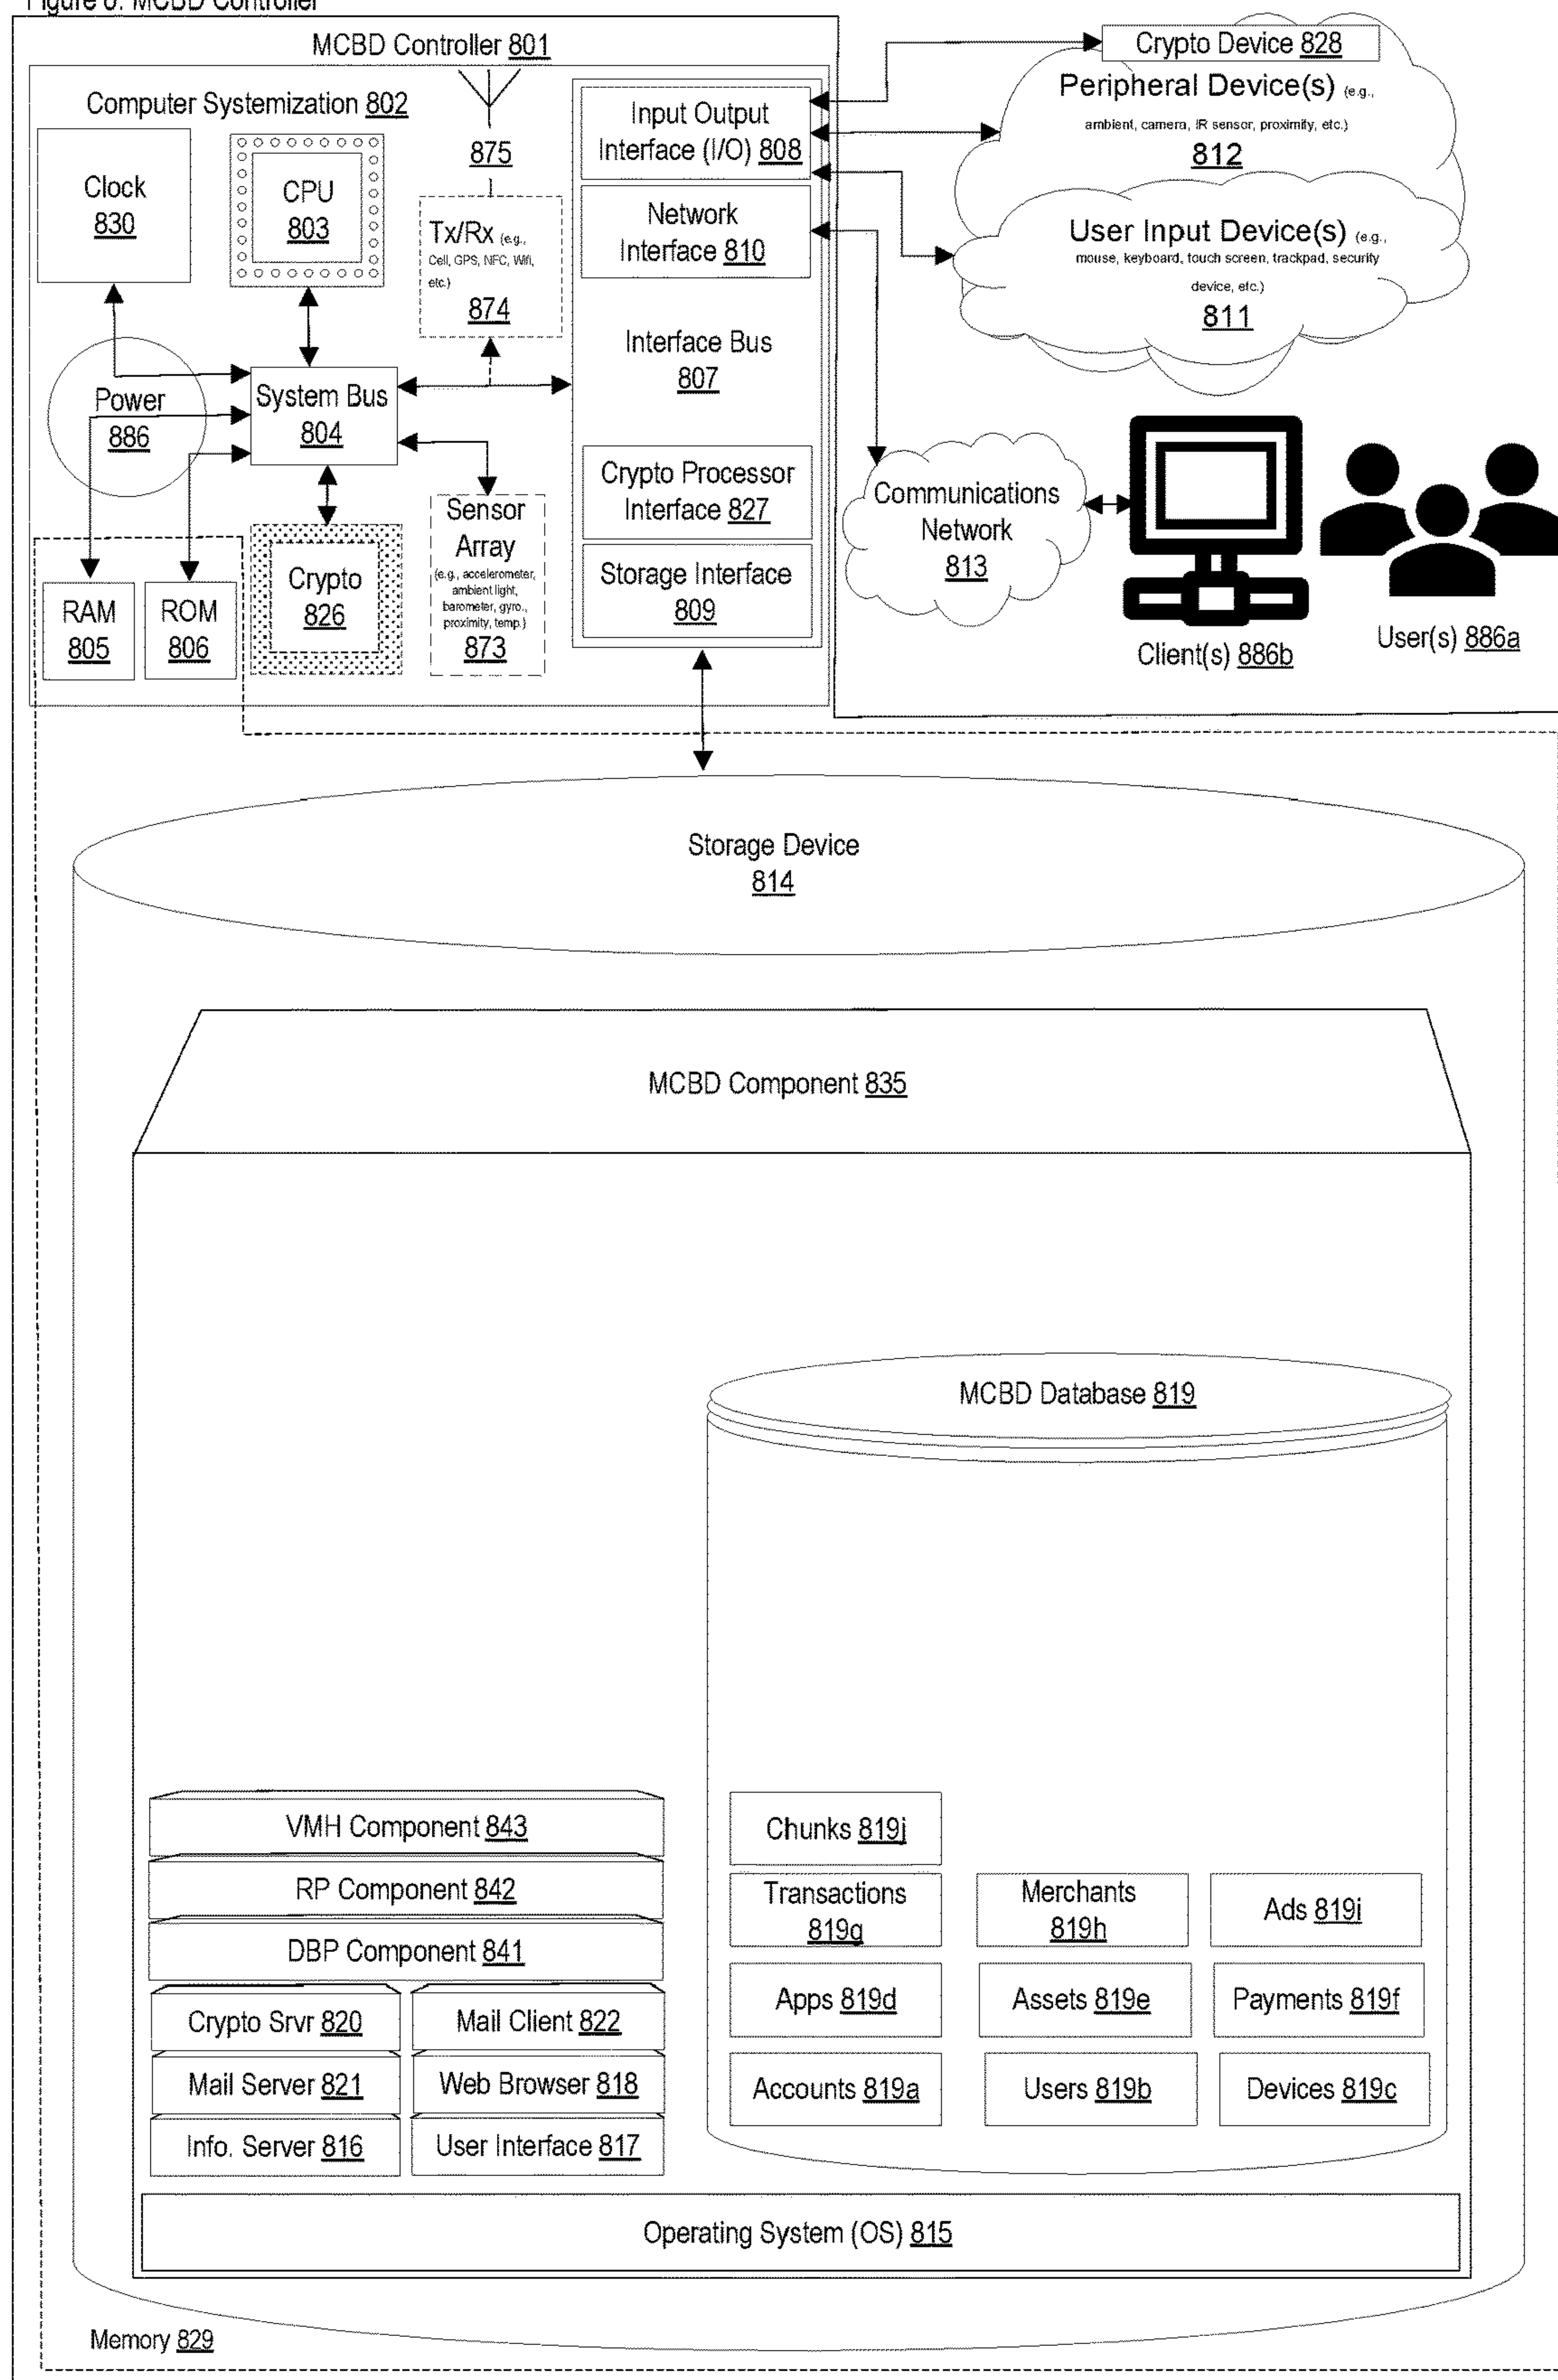 Figure 8: MCBD Controller
MCBD Controller 801
Computer Systemization 802
Clock
830
CPU
803
875
Tx/Rx (e.g.,
Cell, GPS, NFC, Wifi,
etc.)
874
Power
886
System Bus
804
RAM
805
ROM
806
Crypto
826
Sensor
Array
(e.g., accelerometer,
ambient light,
barometer, gyro.,
proximity, temp.)
873
Input Output
Interface (I/O) 808
Network
Interface 810
Interface Bus
807
Crypto Processor
Interface 827
Storage Interface
809
Crypto Device 828
Peripheral Device(s) (e.g.,
ambient, camera, IR sensor, proximity, etc.)
812
User Input Device(s) (e.g.,
mouse, keyboard, touch screen, trackpad, security
device, etc.)
811
Communications
Network
813
Client(s) 886b
User(s) 886a
Storage Device
814
MCBD Component 835
MCBD Database 819
VMH Component 843
RP Component 842
DBP Component 841
Crypto Srvr 820
Mail Client 822
Mail Server 821
Web Browser 818
Info. Server 816
User Interface 817
Chunks 819j
Transactions
819g
Merchants
819h
Ads 819i
Apps 819d
Assets 819e
Payments 819f
Accounts 819a
Users 819b
Devices 819c
Operating System (OS) 815
Memory 829